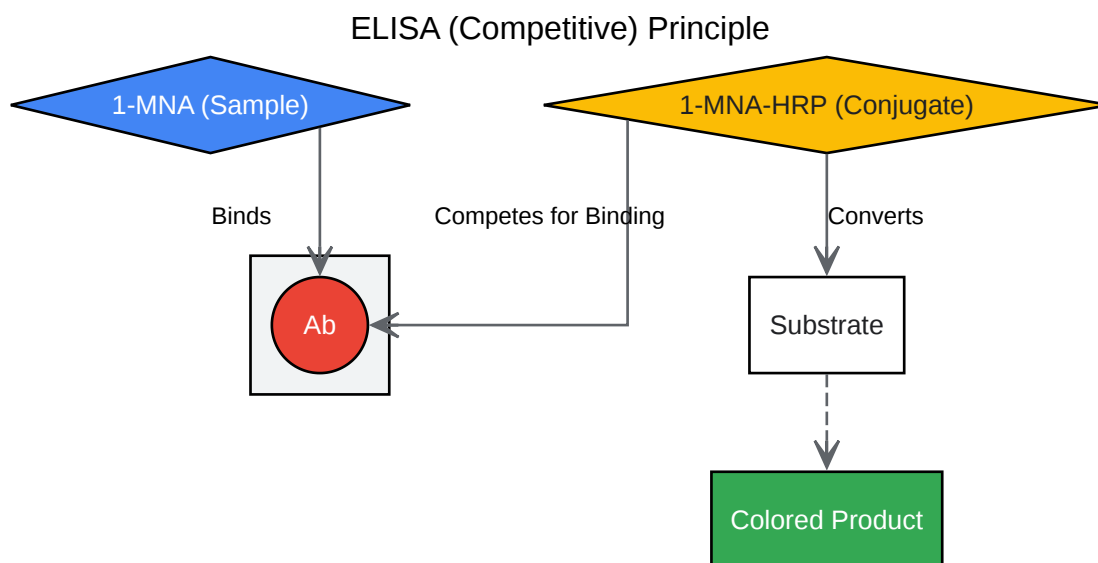 ELISA (Competitive) Principle
1-MNA (Sample)
1-MNA-HRP (Conjugate)
Binds
Competes for Binding
Converts
Ab
Substrate
Colored Product